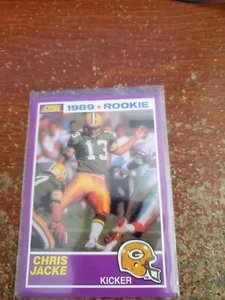 SCORE
1989 ★ ROOKIE
13
CHRIS
JACKE
G
KICKER